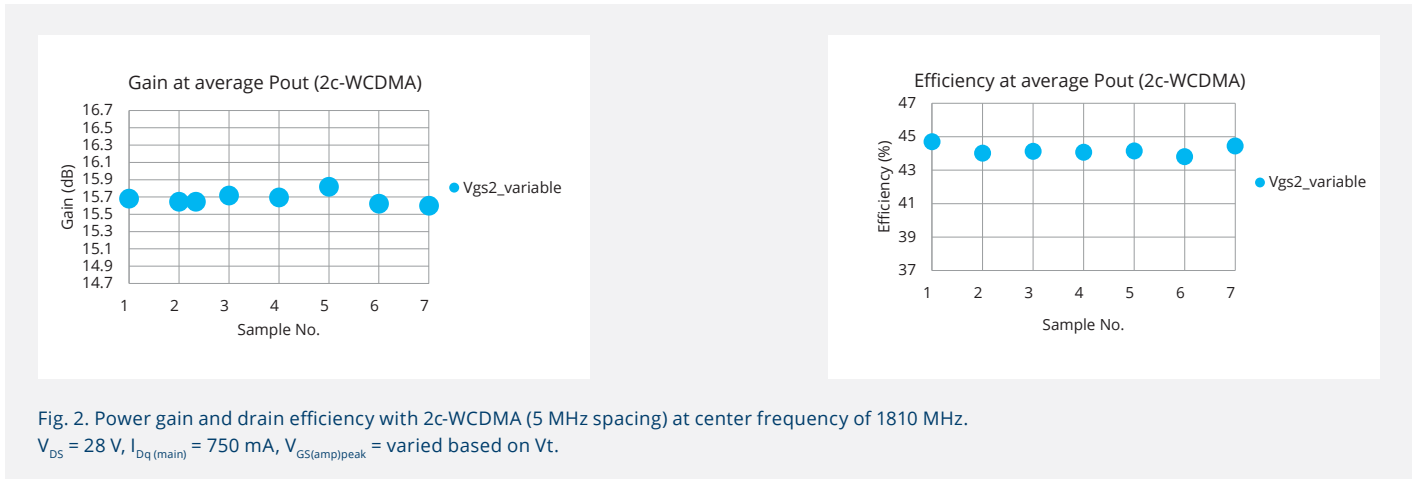 Gain at average Pout (2c-WCDMA)
16.7
16.5
16.3
16.1
15.9
15.7
15.5
15.3
15.1
14.9
14.7
Gain (dB)
1 2 3 4 5 6 7
Sample No.
Vgs2_variable
Efficiency at average Pout (2c-WCDMA)
47
45
43
41
39
37
Efficiency (%)
1 2 3 4 5 6 7
Sample No.
Vgs2_variable
Fig. 2. Power gain and drain efficiency with 2c-WCDMA (5 MHz spacing) at center frequency of 1810 MHz.
V_DS = 28 V, I_Dq (main) = 750 mA, V_GS(amp)peak = varied based on Vt.